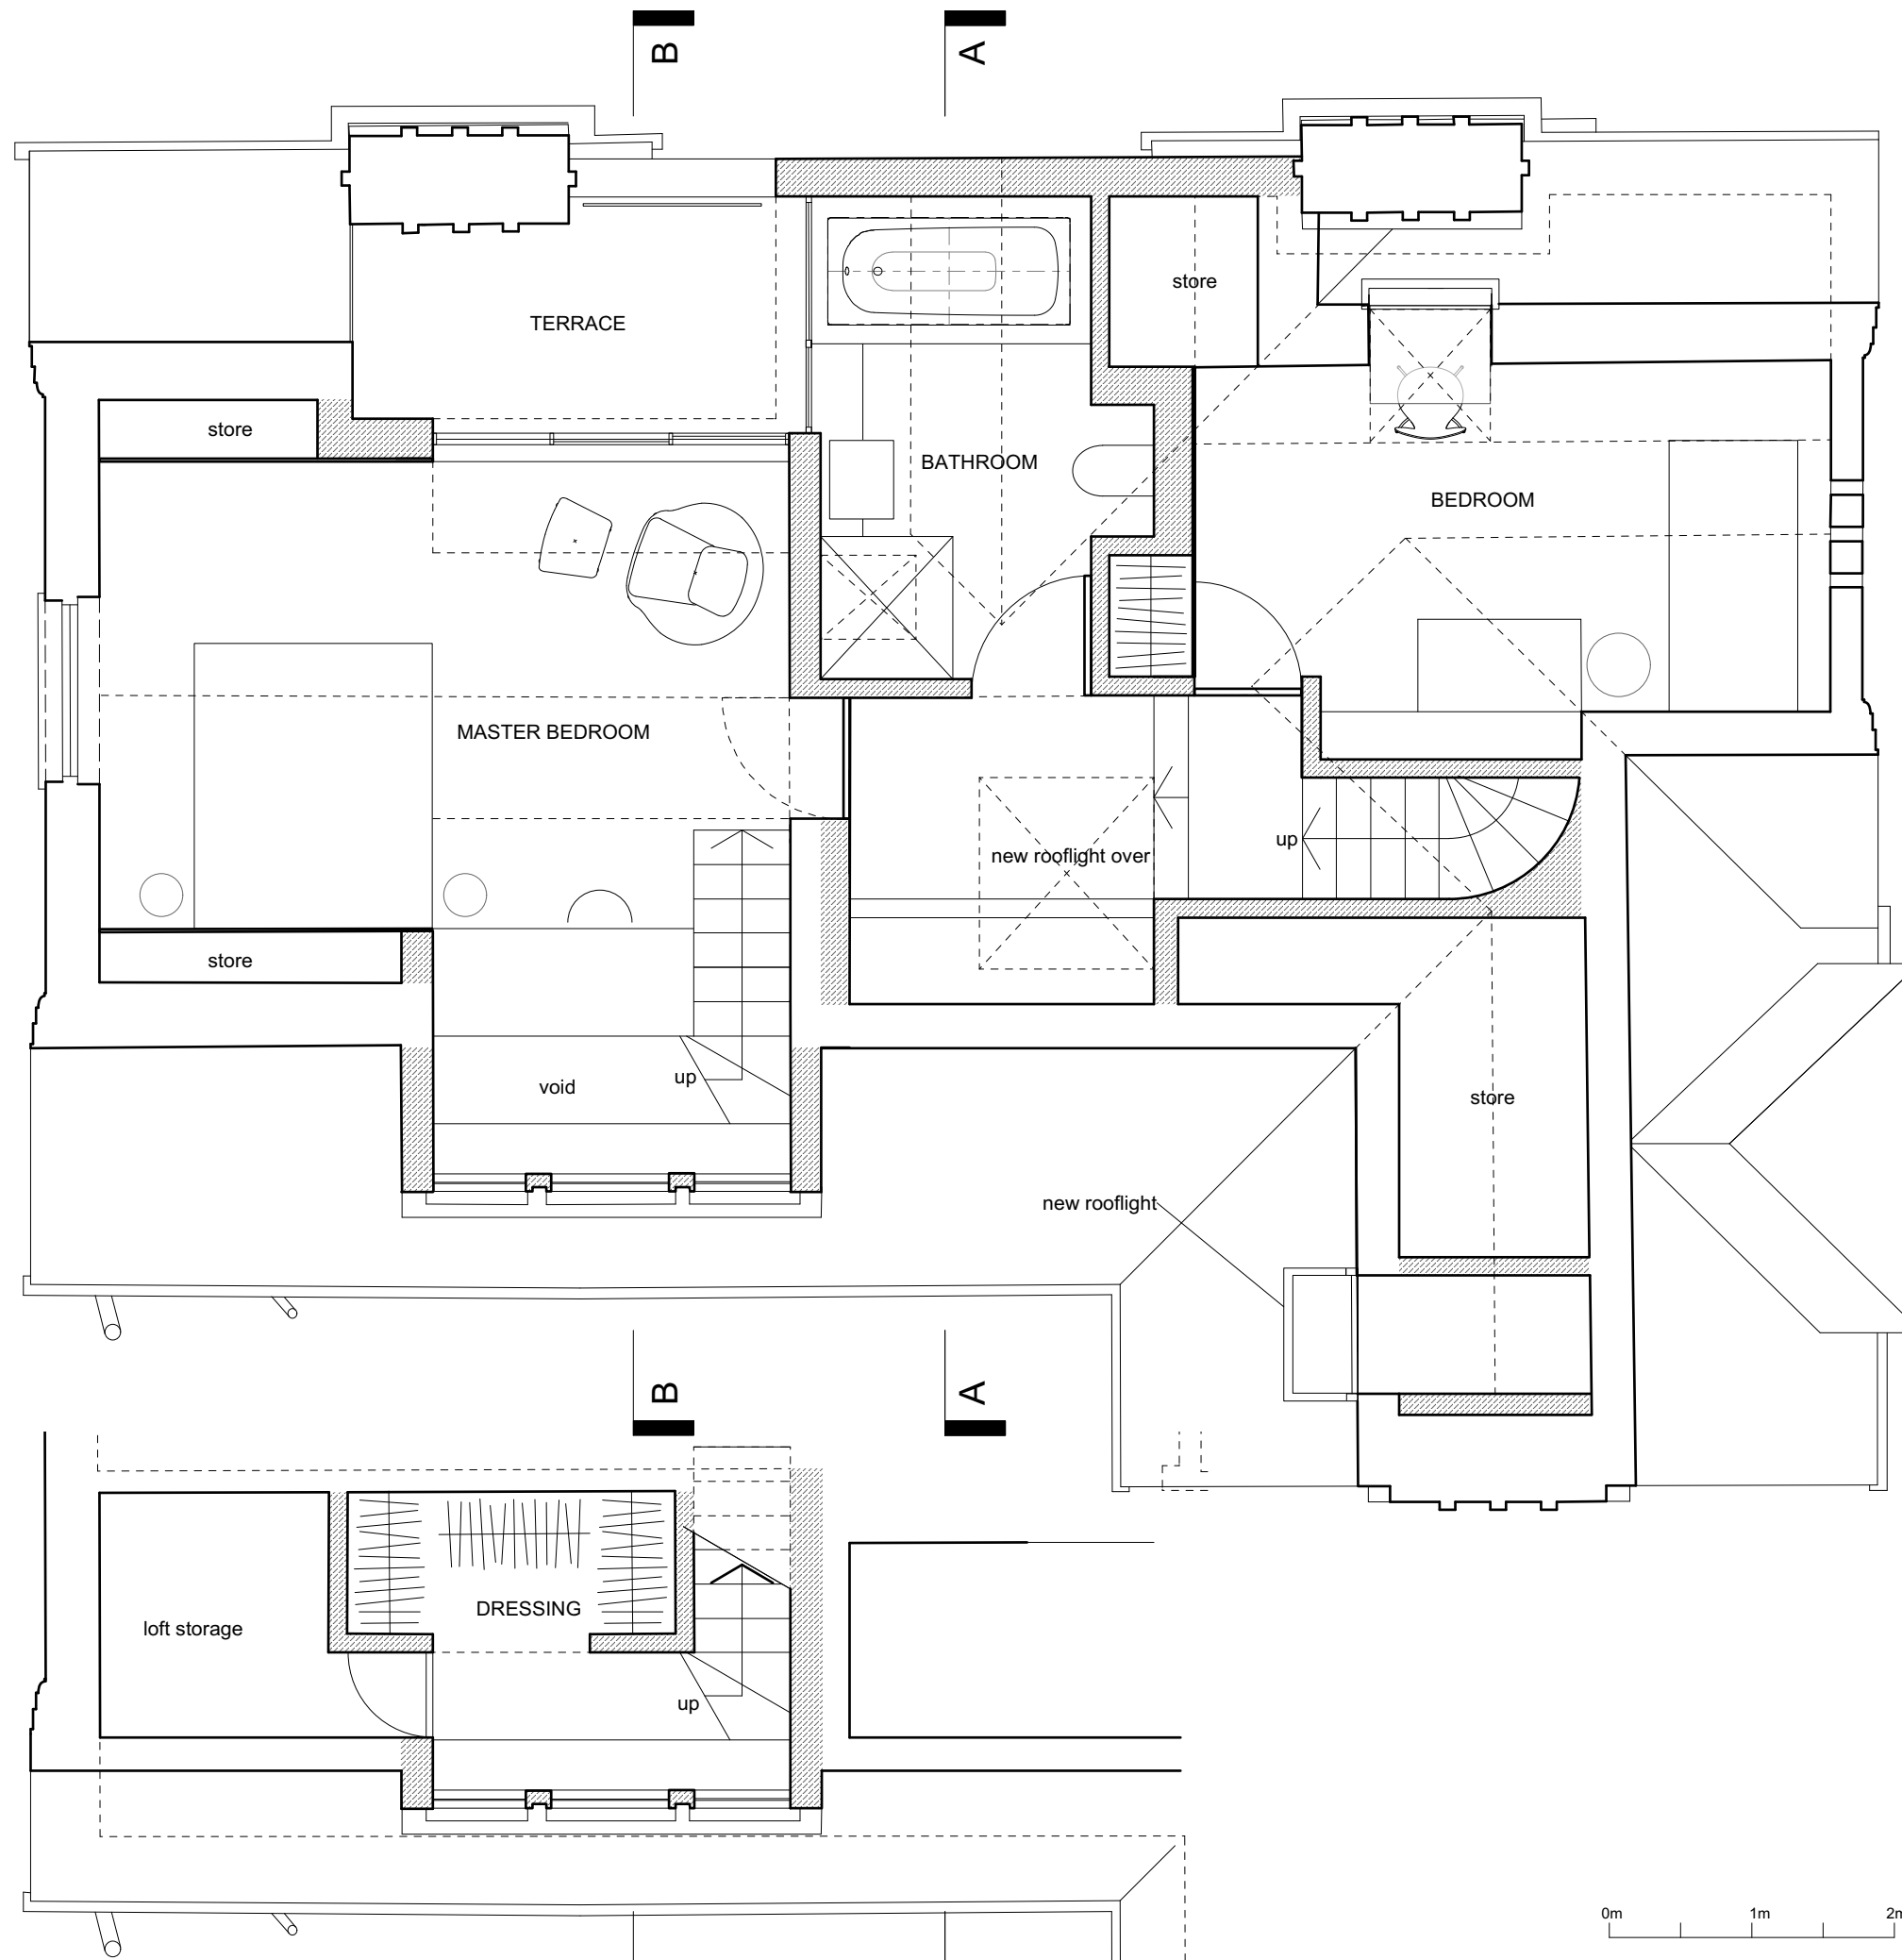 B
A
TERRACE
store
store
BATHROOM
BEDROOM
MASTER BEDROOM
new rooflight over
up
store
void
up
store
new rooflight
B
A
DRESSING
loft storage
up
0m 1m 2m